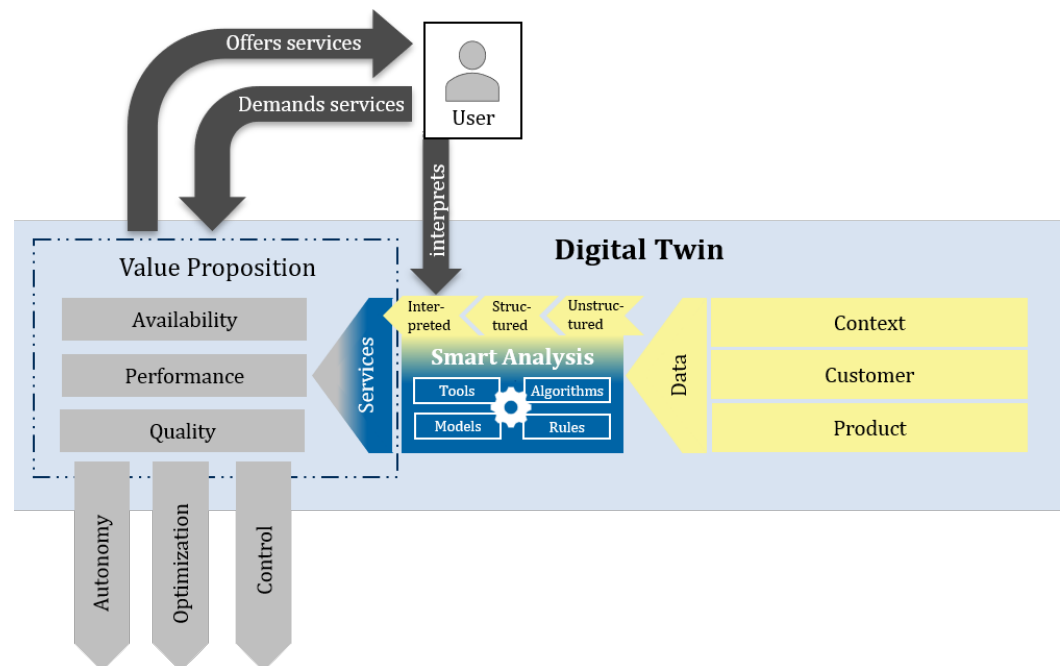 Offers services
Demands services
User
interprets
Digital Twin
Value Proposition
Availability
Performance
Quality
Services
Inter-
preted
Struc-
tured
Unstruc-
tured
Smart Analysis
Tools
Algorithms
Models
Rules
Data
Context
Customer
Product
Autonomy
Optimization
Control